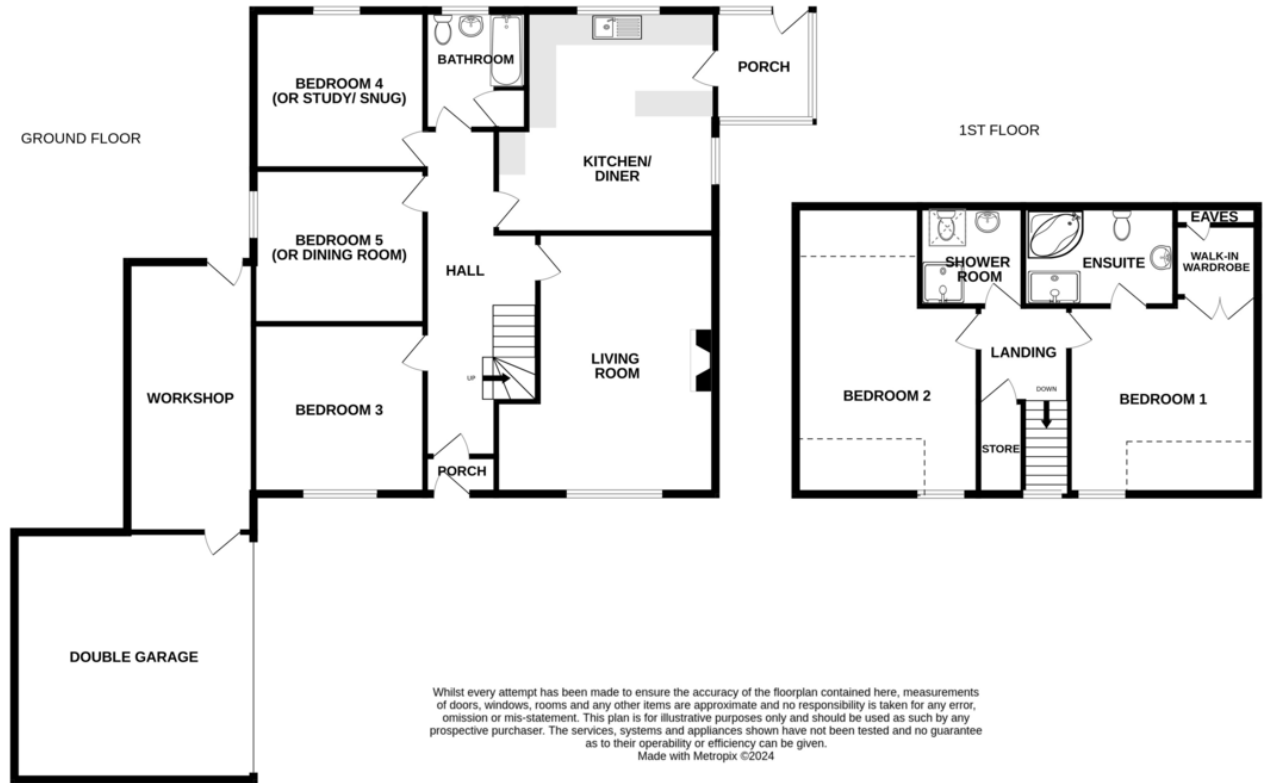 GROUND FLOOR
BEDROOM 4
(OR STUDY/ SNUG)
BATHROOM
PORCH
KITCHEN/
DINER
BEDROOM 5
(OR DINING ROOM)
HALL
WORKSHOP
BEDROOM 3
UP
LIVING
ROOM
PORCH
DOUBLE GARAGE
1ST FLOOR
EAVES
SHOWER
ROOM
ENSUITE
WALK-IN
WARDROBE
LANDING
BEDROOM 2
DOWN
BEDROOM 1
STORE
Whilst every attempt has been made to ensure the accuracy of the floorplan contained here, measurements
of doors, windows, rooms and any other items are approximate and no responsibility is taken for any error,
omission or mis-statement. This plan is for illustrative purposes only and should be used as such by any
prospective purchaser. The services, systems and appliances shown have not been tested and no guarantee
as to their operability or efficiency can be given.
Made with Metropix ©2024